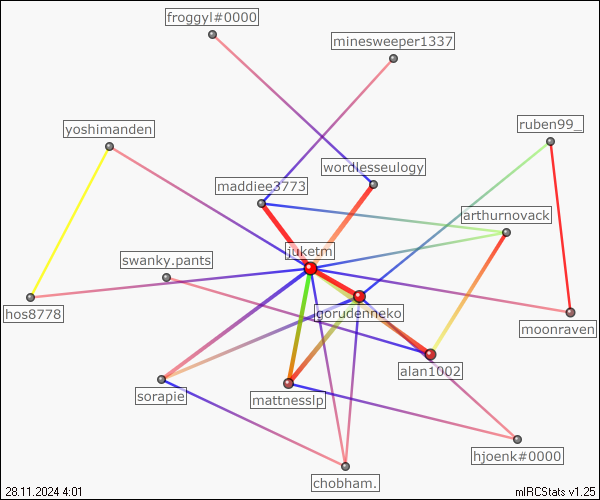 froggyl#0000
minesweeper1337
yoshimanden
ruben99_
wordlesseulogy
maddiee3773
arthurnovack
juketm
swanky.pants
hos8778
gorudenneko
moonraven
alan1002
sorapie
mattnesslp
hjoenk#0000
chobham.
28.11.2024 4:01
mIRCStats v1.25